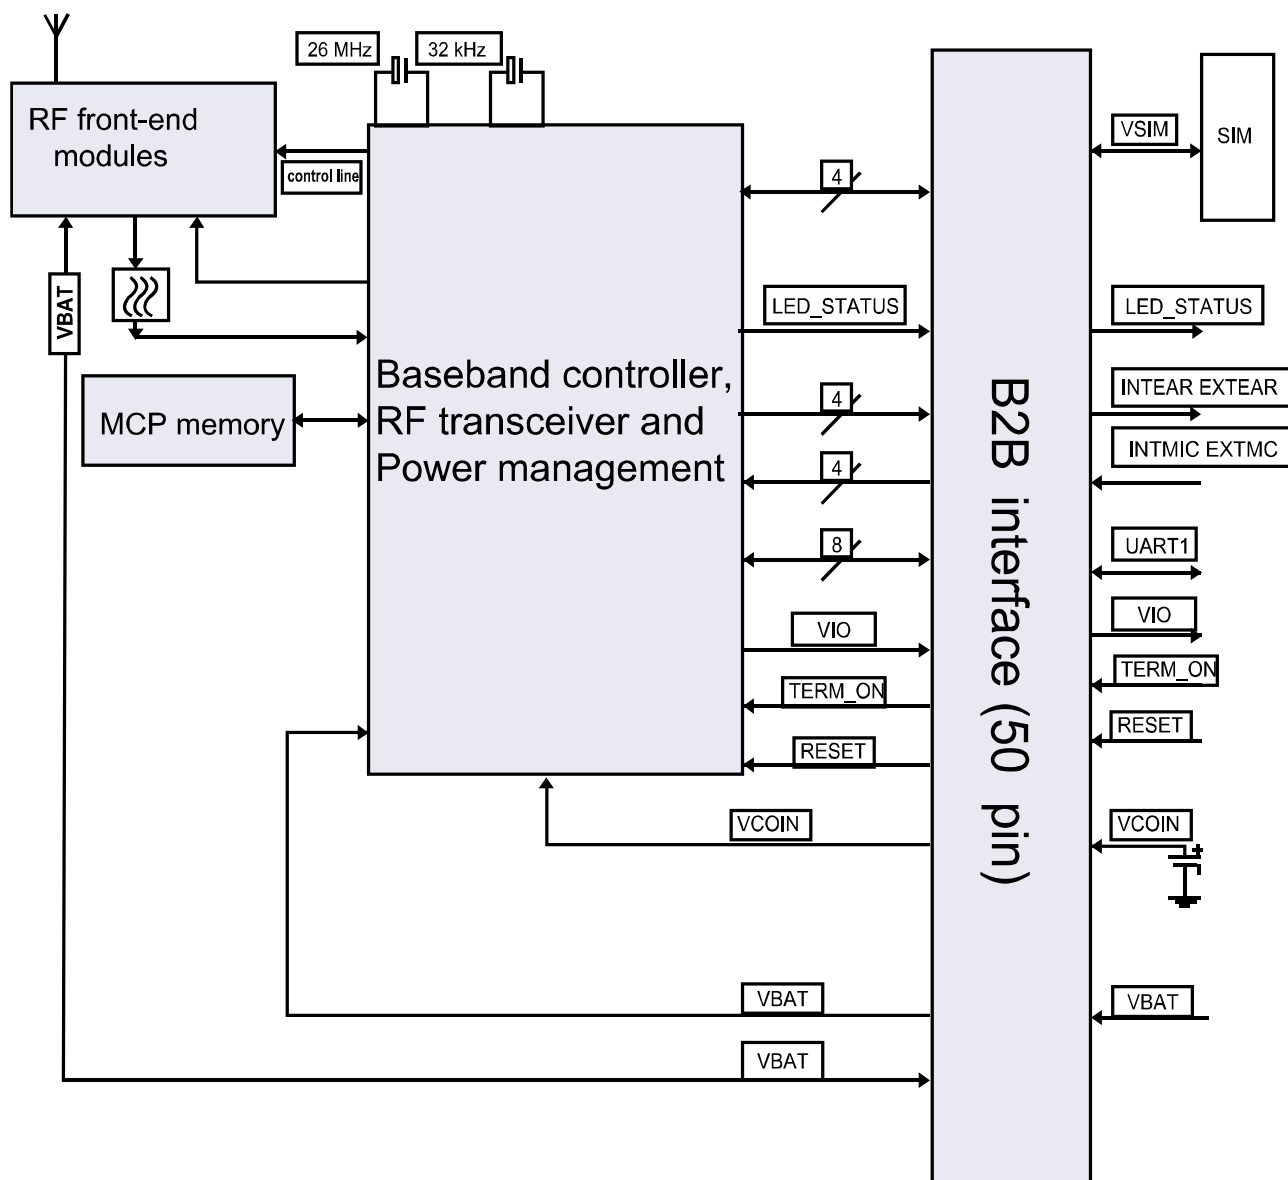 26 MHz
32 kHz
RF front-end
modules
control line
VBAT
MCP memory
Baseband controller,
RF transceiver and
Power management
4
LED_STATUS
4
4
8
VIO
TERM_ON
RESET
VCOIN
VBAT
VBAT
B2B interface (50 pin)
VSIM
SIM
LED_STATUS
INTEAR EXTEAR
INTMIC EXTMC
UART1
VIO
TERM_ON
RESET
VCOIN
+
VBAT